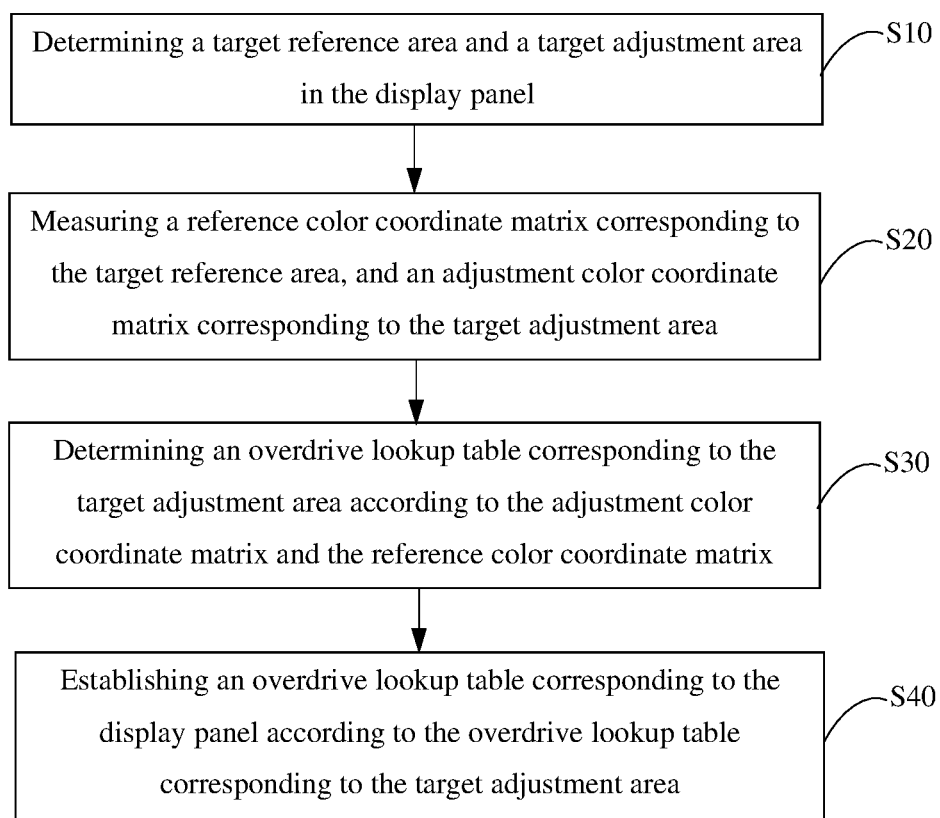 Determining a target reference area and a target adjustment area
in the display panel
S10
Measuring a reference color coordinate matrix corresponding to
the target reference area, and an adjustment color coordinate
matrix corresponding to the target adjustment area
S20
Determining an overdrive lookup table corresponding to the
target adjustment area according to the adjustment color
coordinate matrix and the reference color coordinate matrix
S30
Establishing an overdrive lookup table corresponding to the
display panel according to the overdrive lookup table
corresponding to the target adjustment area
S40